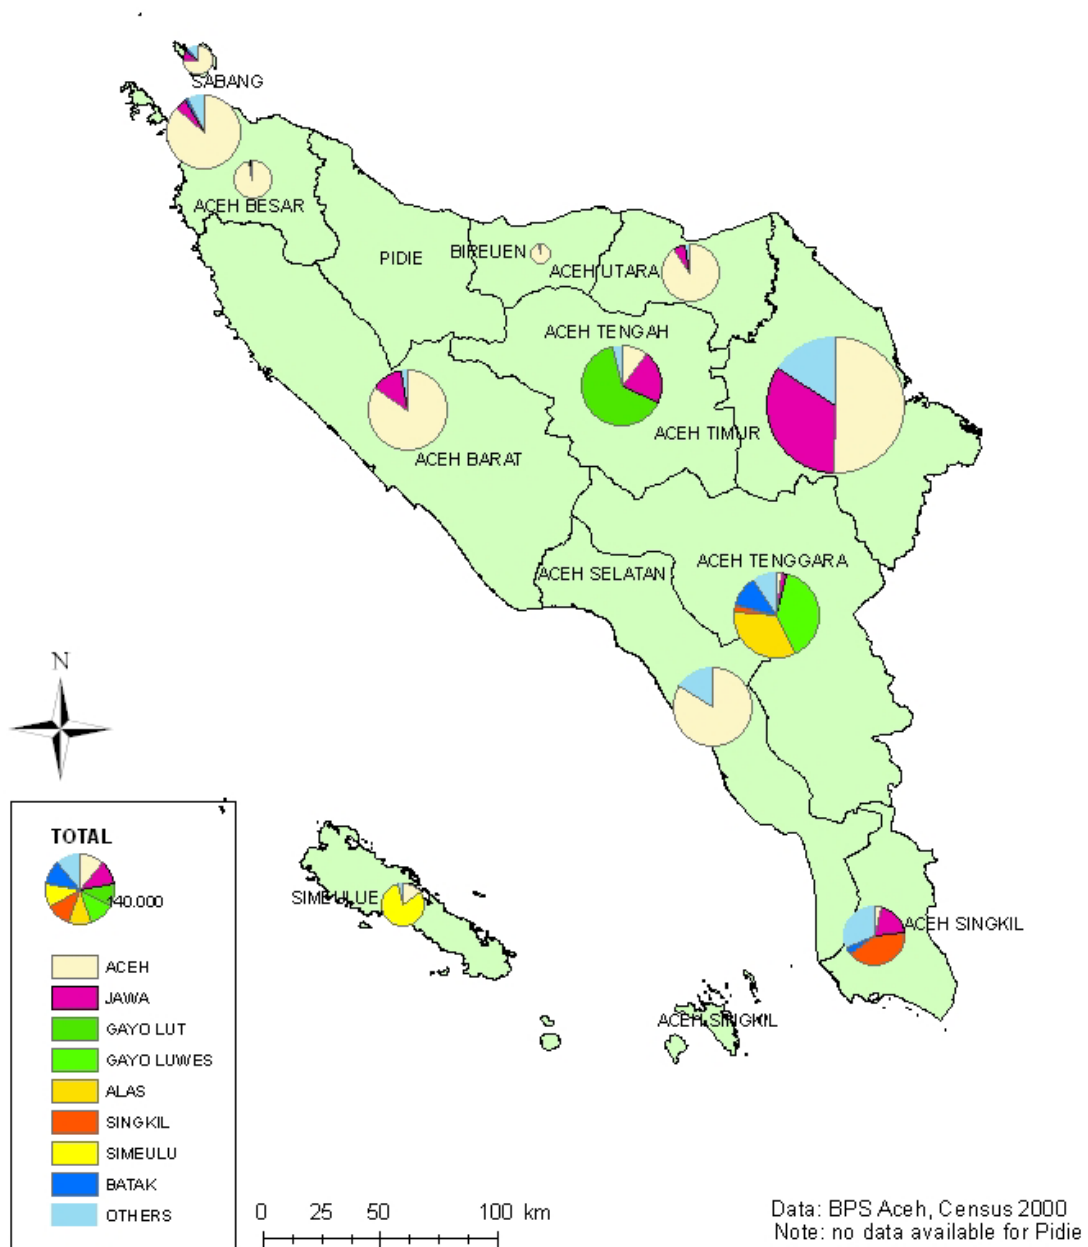 SABANG
ACEH BESAR
PIDIE
BIREUEN
ACEH UTARA
ACEH TENGAH
ACEH TIMUR
ACEH BARAT
ACEH TENGGARA
ACEH SELATAN
N
SIMEULUE
ACEH SINGKIL
ACEH SINGKIL
TOTAL
140.000
ACEH
JAWA
GAYO LUT
GAYO LUWES
ALAS
SINGKIL
SIMEULU
BATAK
OTHERS
0 25 50 100 km
Data: BPS Aceh, Census 2000
Note: no data available for Pidie